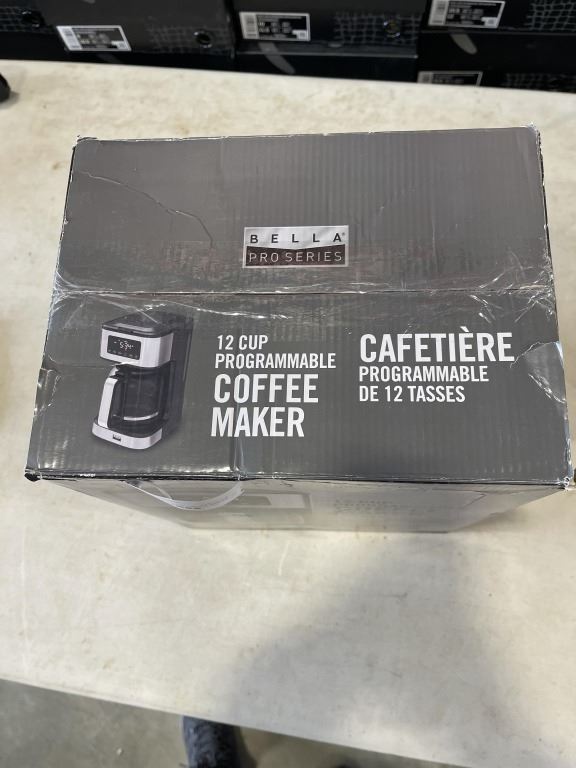 BELLA
PRO SERIES
12 CUP
PROGRAMMABLE
COFFEE
MAKER
CAFETIÈRE
PROGRAMMABLE
DE 12 TASSES